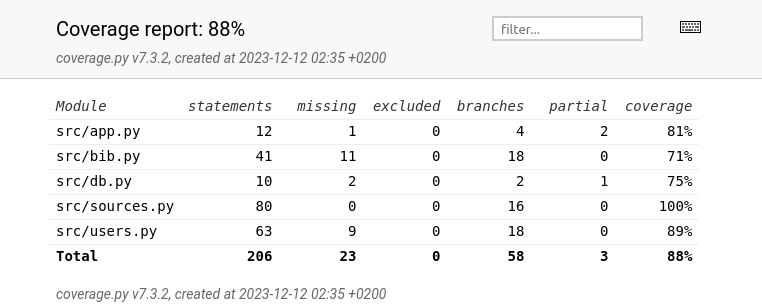 Coverage report: 88%
filter...
coverage.py v7.3.2, created at 2023-12-12 02:35 +0200
Module statements missing excluded branches partial coverage
src/app.py 12 1 0 4 2 81%
src/bib.py 41 11 0 18 0 71%
src/db.py 10 2 0 2 1 75%
src/sources.py 80 0 0 16 0 100%
src/users.py 63 9 0 18 0 89%
Total 206 23 0 58 3 88%
coverage.py v7.3.2, created at 2023-12-12 02:35 +0200